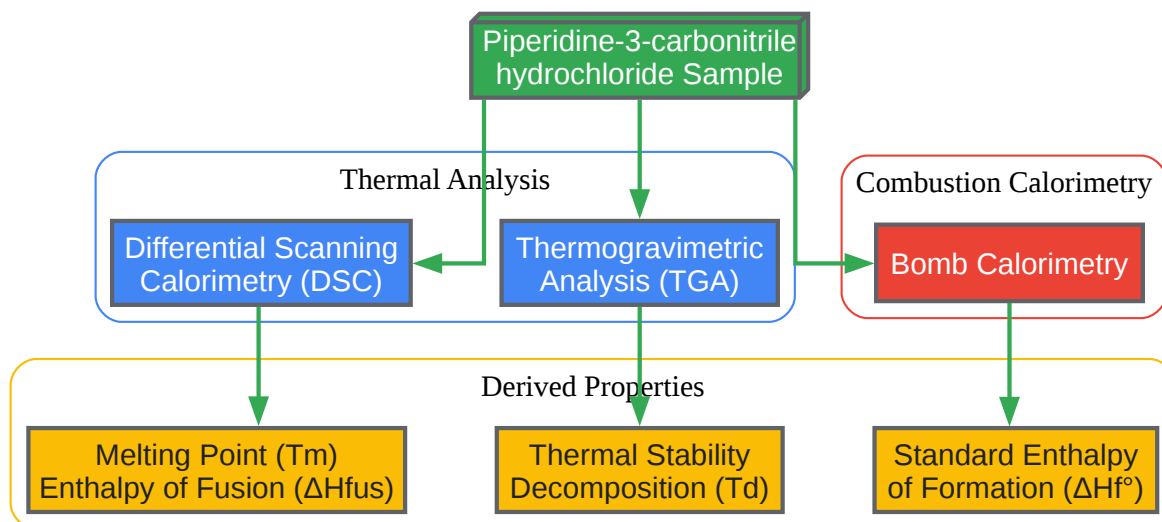 Piperidine-3-carbonitrile
hydrochloride Sample
Thermal Analysis
Combustion Calorimetry
Differential Scanning
Calorimetry (DSC)
Thermogravimetric
Analysis (TGA)
Bomb Calorimetry
Derived Properties
Melting Point (Tm)
Enthalpy of Fusion (ΔHfus)
Thermal Stability
Decomposition (Td)
Standard Enthalpy
of Formation (ΔHf°)